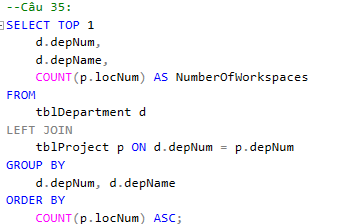 --Câu 35:
SELECT TOP 1
d.depNum,
d.depName,
COUNT(p.locNum) AS NumberOfWorkspaces
FROM
tblDepartment d
LEFT JOIN
tblProject p ON d.depNum = p.depNum
GROUP BY
d.depNum, d.depName
ORDER BY
COUNT(p.locNum) ASC;